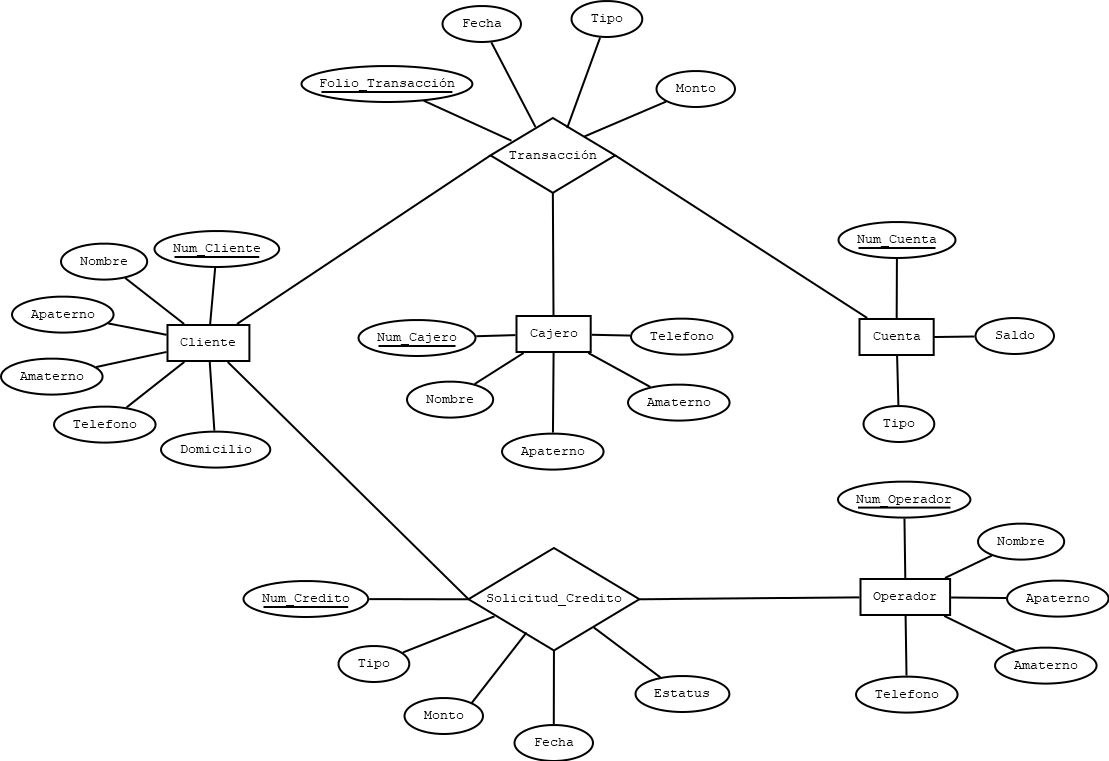 Fecha
Tipo
Folio_Transacción
Monto
Transacción
Num_Cliente
Nombre
Apaterno
Amaterno
Telefono
Domicilio
Cliente
Num_Cajero
Cajero
Telefono
Nombre
Amaterno
Apaterno
Num_Cuenta
Cuenta
Saldo
Tipo
Num_Credito
Solicitud_Credito
Tipo
Monto
Fecha
Estatus
Num_Operador
Nombre
Operador
Apaterno
Amaterno
Telefono